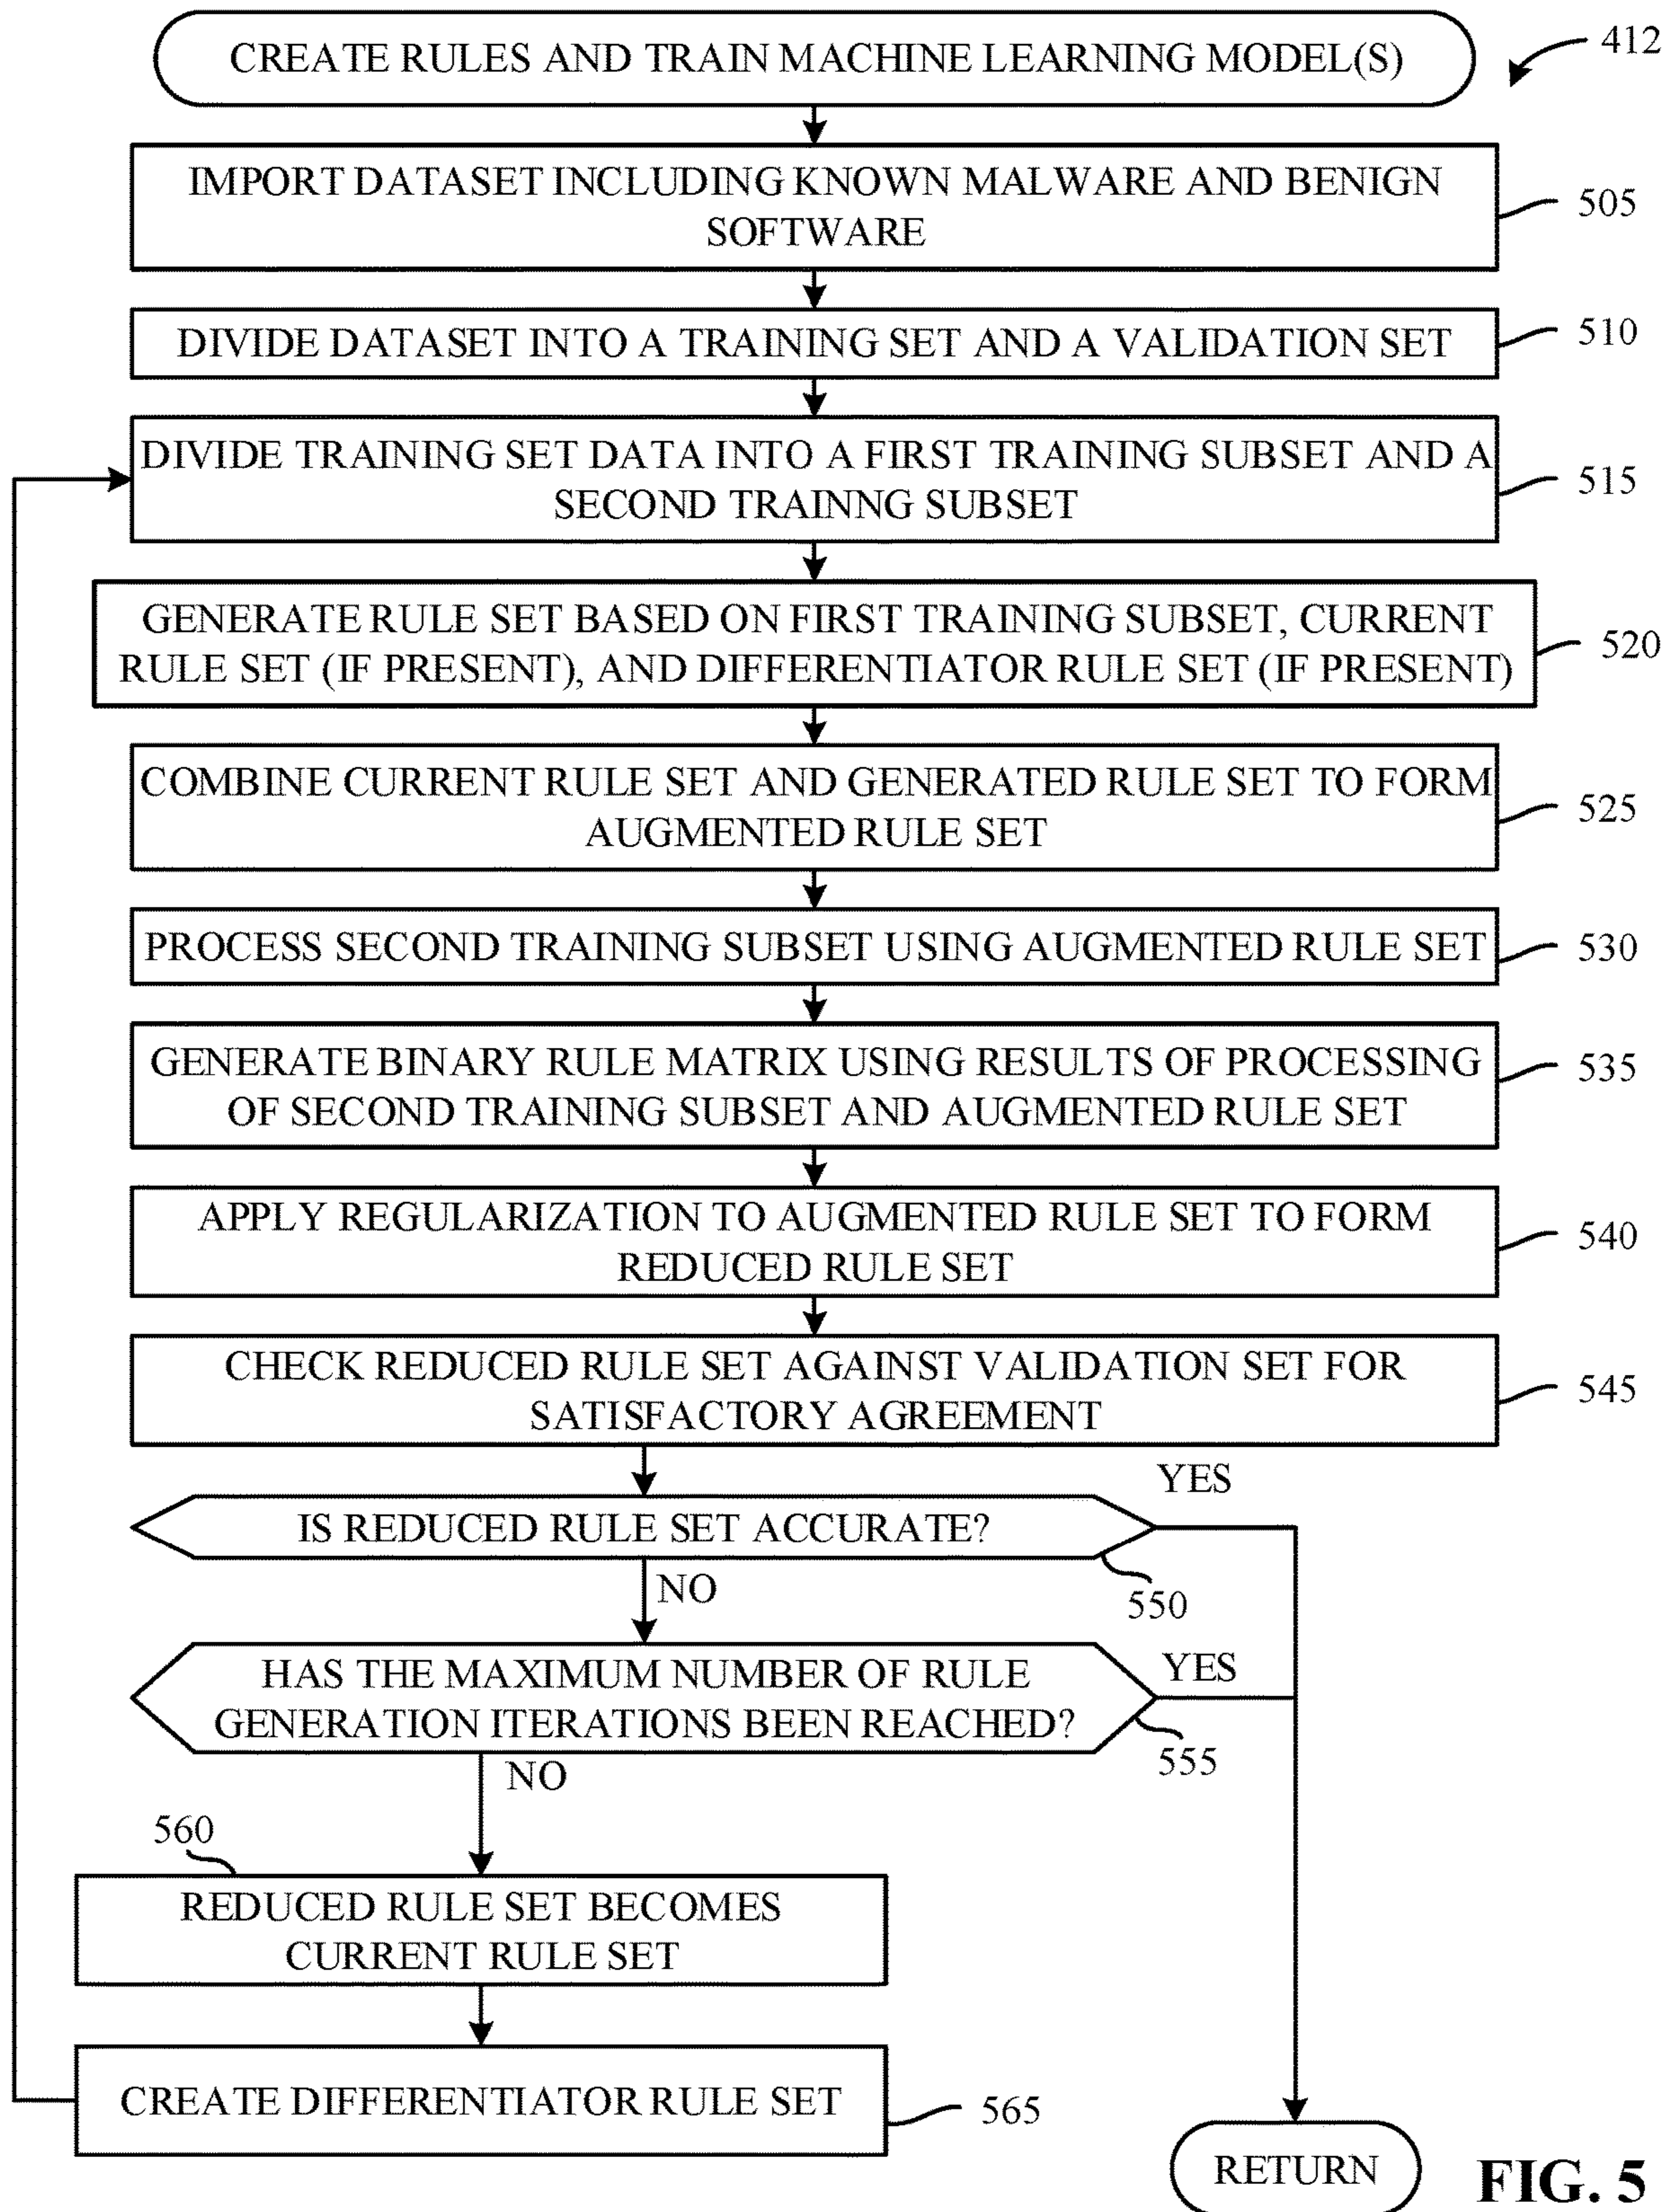 CREATE RULES AND TRAIN MACHINE LEARNING MODEL(S)
412
IMPORT DATASET INCLUDING KNOWN MALWARE AND BENIGN
SOFTWARE
505
DIVIDE DATASET INTO A TRAINING SET AND A VALIDATION SET
510
DIVIDE TRAINING SET DATA INTO A FIRST TRAINING SUBSET AND A
SECOND TRAINNG SUBSET
515
GENERATE RULE SET BASED ON FIRST TRAINING SUBSET, CURRENT
RULE SET (IF PRESENT), AND DIFFERENTIATOR RULE SET (IF PRESENT)
520
COMBINE CURRENT RULE SET AND GENERATED RULE SET TO FORM
AUGMENTED RULE SET
525
PROCESS SECOND TRAINING SUBSET USING AUGMENTED RULE SET
530
GENERATE BINARY RULE MATRIX USING RESULTS OF PROCESSING
OF SECOND TRAINING SUBSET AND AUGMENTED RULE SET
535
APPLY REGULARIZATION TO AUGMENTED RULE SET TO FORM
REDUCED RULE SET
540
CHECK REDUCED RULE SET AGAINST VALIDATION SET FOR
SATISFACTORY AGREEMENT
545
YES
IS REDUCED RULE SET ACCURATE?
550
NO
HAS THE MAXIMUM NUMBER OF RULE
GENERATION ITERATIONS BEEN REACHED?
YES
555
NO
560
REDUCED RULE SET BECOMES
CURRENT RULE SET
CREATE DIFFERENTIATOR RULE SET
565
RETURN
FIG. 5